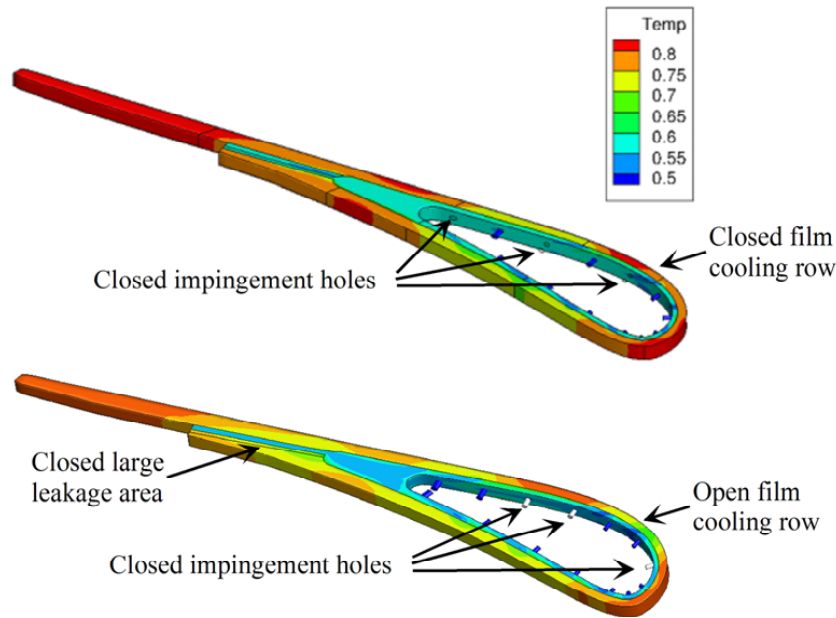 Temp
0.8
0.75
0.7
0.65
0.6
0.55
0.5
Closed film
cooling row
Closed impingement holes
Closed large
leakage area
Open film
cooling row
Closed impingement holes